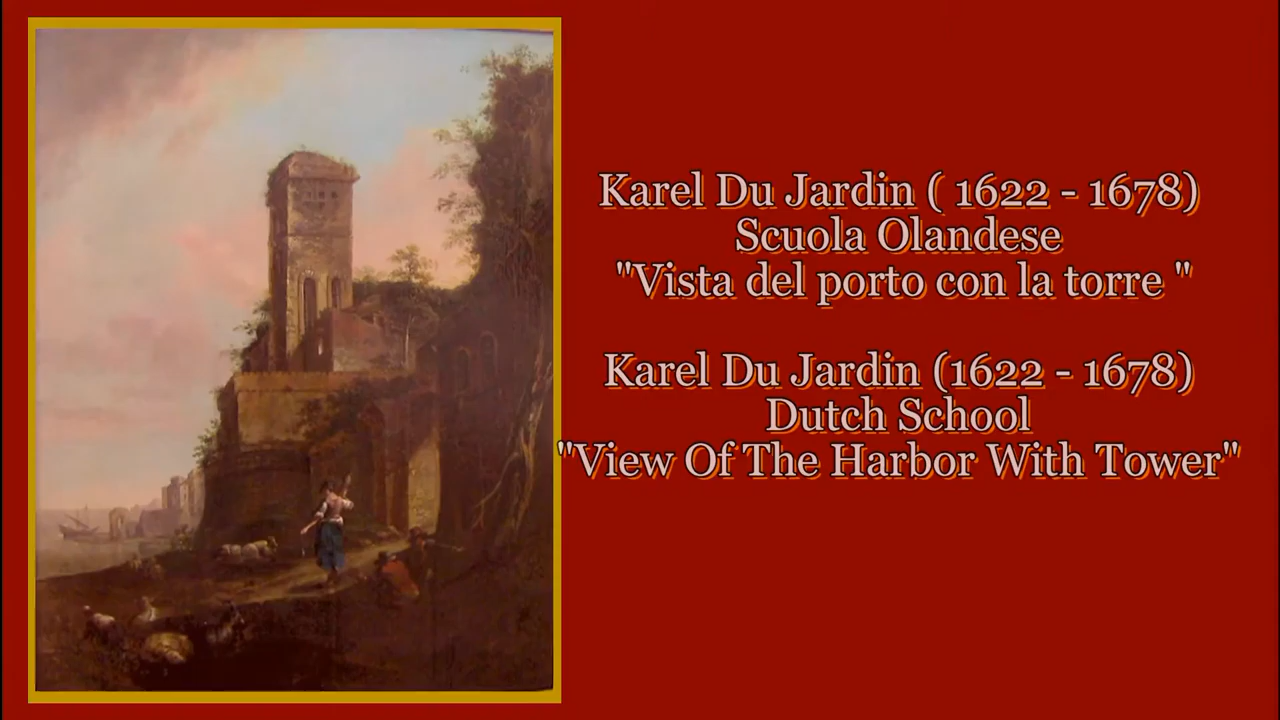 Karel Du Jardin ( 1622 - 1678)
Scuola Olandese
"Vista del porto con la torre "
Karel Du Jardin (1622 - 1678)
Dutch School
"View Of The Harbor With Tower"